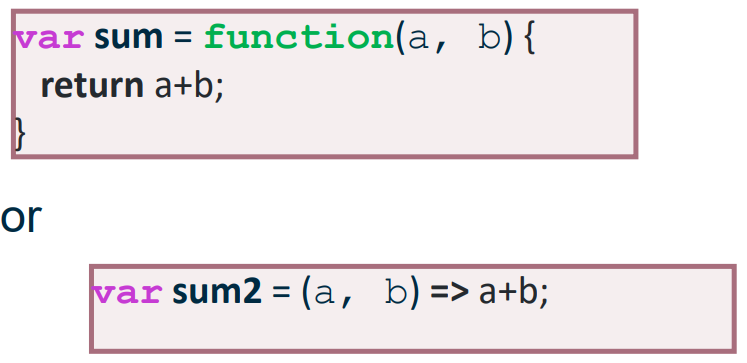 var sum = function(a, b){
return a+b;
}
or
var sum2 = (a, b) => a+b;